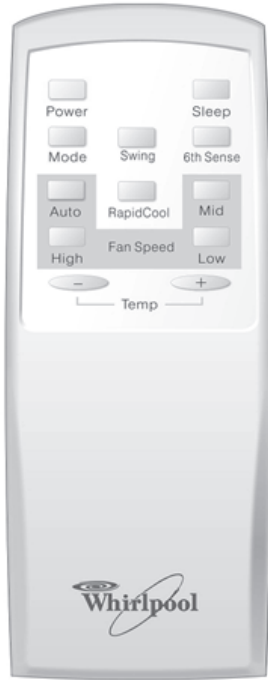 Power Sleep
Mode Swing 6th Sense
Auto RapidCool Mid
High Fan Speed Low
- +
Temp
Whirlpool